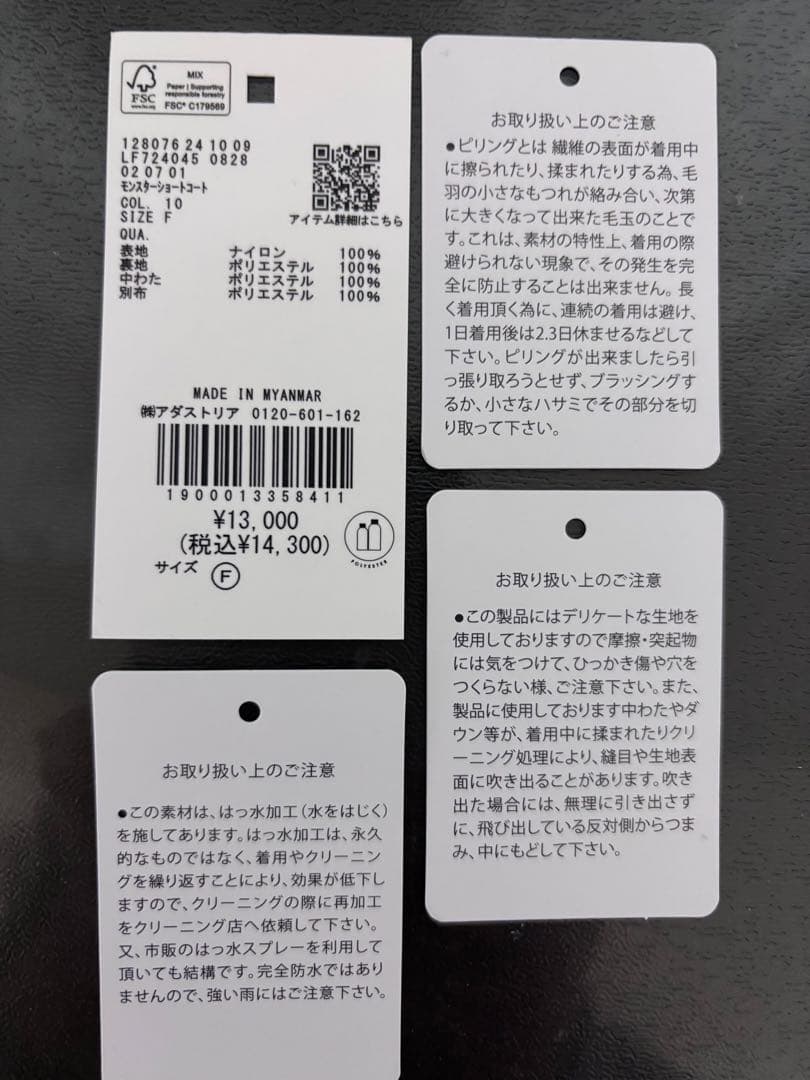 MIX
Paper | Supporting
responsible forestry
FSC
www.fsc.org
FSC® C179569
128076 24 10 09
LF724045 0828
02 07 01
モンスターショートコート
COL. 10
SIZE F
アイテム詳細はこちら
QUA.
表地 ナイロン 100%
裏地 ポリエステル 100%
中わた ポリエステル 100%
別布 ポリエステル 100%
MADE IN MYANMAR
㈱アダストリア 0120-601-162
1900013358411
¥13,000
(税込¥14,300)
サイズ F
POLYESTER
お取り扱い上のご注意
●ピリングとは 繊維の表面が着用中
に擦られたり、揉まれたりする為、毛
羽の小さなもつれが絡み合い、次第
に大きくなって出来た毛玉のことで
す。これは、素材の特性上、着用の際
避けられない現象で、その発生を完
全に防止することは出来ません。長
く着用頂く為に、連続の着用は避け、
1日着用後は2.3日休ませるなどして
下さい。ピリングが出来ましたら引
っ張り取ろうとせず、ブラッシングす
るか、小さなハサミでその部分を切
り取って下さい。
お取り扱い上のご注意
●この製品にはデリケートな生地を
使用しておりますので摩擦・突起物
には気をつけて、ひっかき傷や穴を
つくらない様、ご注意下さい。また、
製品に使用しております中わたやダ
ウン等が、着用中に揉まれたりクリ
ーニング処理により、縫目や生地表
面に吹き出ることがあります。吹き
出た場合には、無理に引き出さず
に、飛び出している反対側からつま
み、中にもどして下さい。
お取り扱い上のご注意
●この素材は、はっ水加工(水をはじく)
を施してあります。はっ水加工は、永久
的なものではなく、着用やクリーニン
グを繰り返すことにより、効果が低下し
ますので、クリーニングの際に再加工
をクリーニング店へ依頼して下さい。
又、市販のはっ水スプレーを利用して
頂いても結構です。完全防水ではあり
ませんので、強い雨にはご注意下さい。